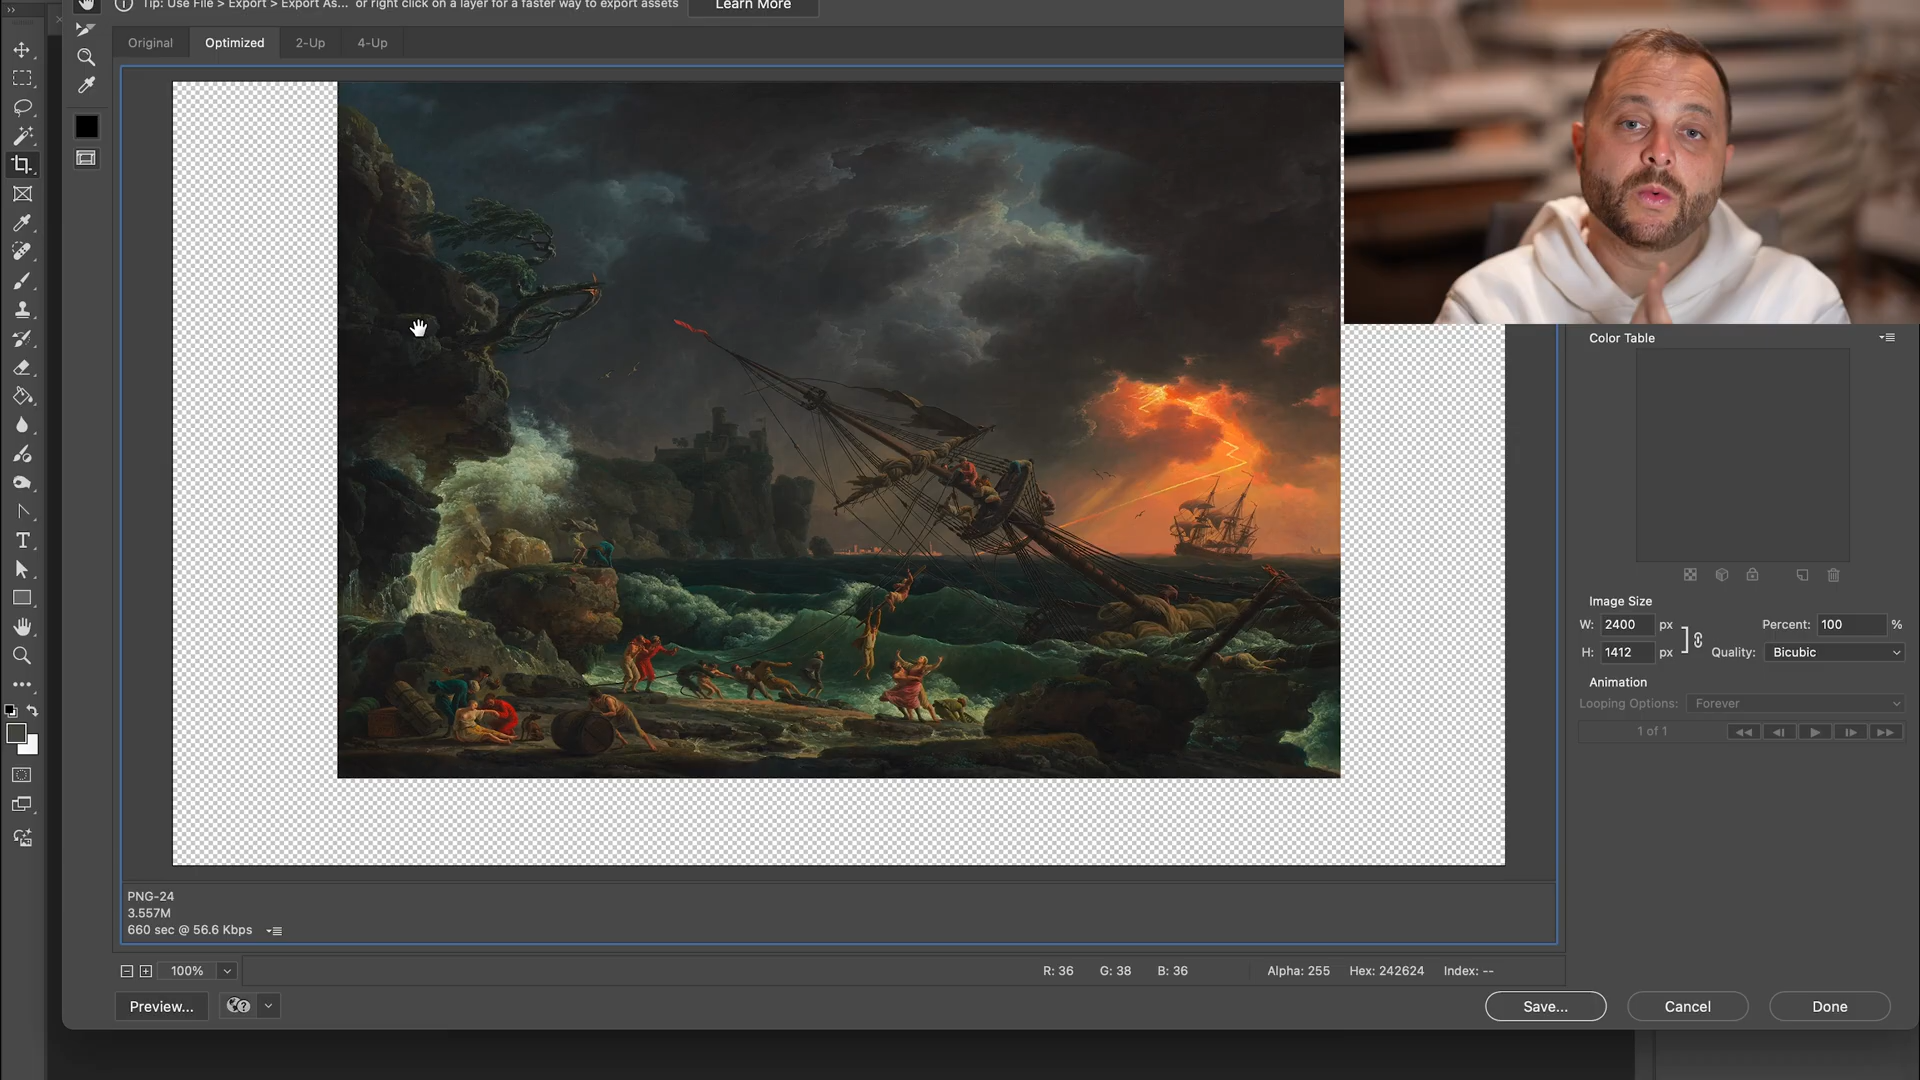 Tip: Use File > Export > Export As... or right click on a layer for a faster way to export assets
Learn More
Original
Optimized
2-Up
4-Up
Color Table
Image Size
W: 2400 px
Percent: 100 %
H: 1412 px
Quality: Bicubic
Animation
Looping Options: Forever
1 of 1
PNG-24
3.557M
660 sec @ 56.6 Kbps
100%
R: 36
G: 38
B: 36
Alpha: 255
Hex: 242624
Index: --
Preview...
Save...
Cancel
Done